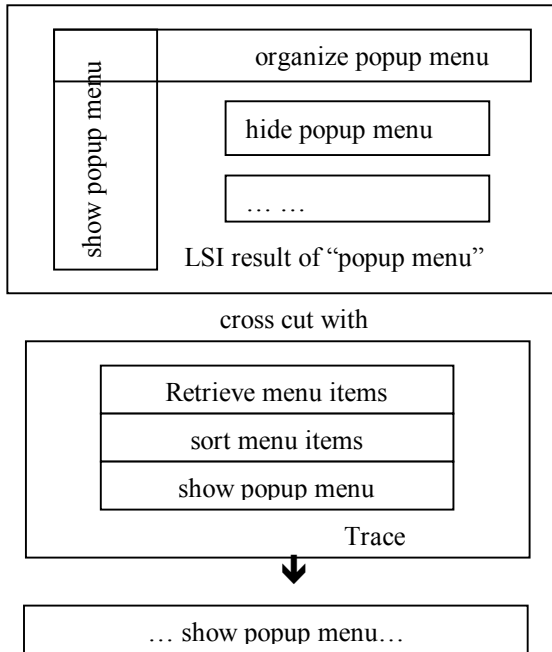 organize popup menu
show popup menu
hide popup menu
… …
LSI result of “popup menu”
cross cut with
Retrieve menu items
sort menu items
show popup menu
Trace
… show popup menu…